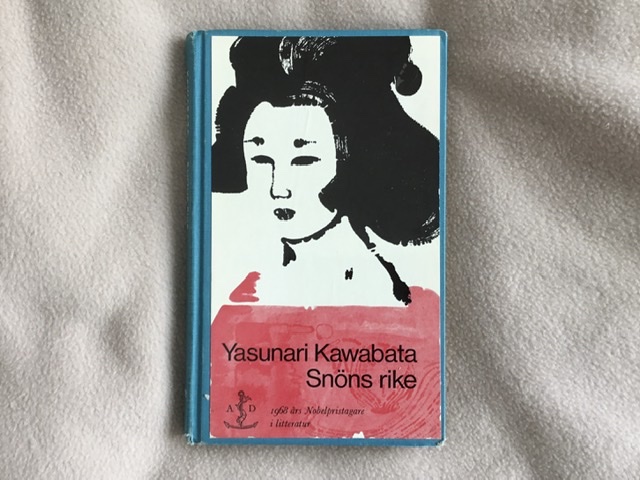 Yasunari Kawabata
Snöns rike
A D
1968 års Nobelpristagare
i litteratur